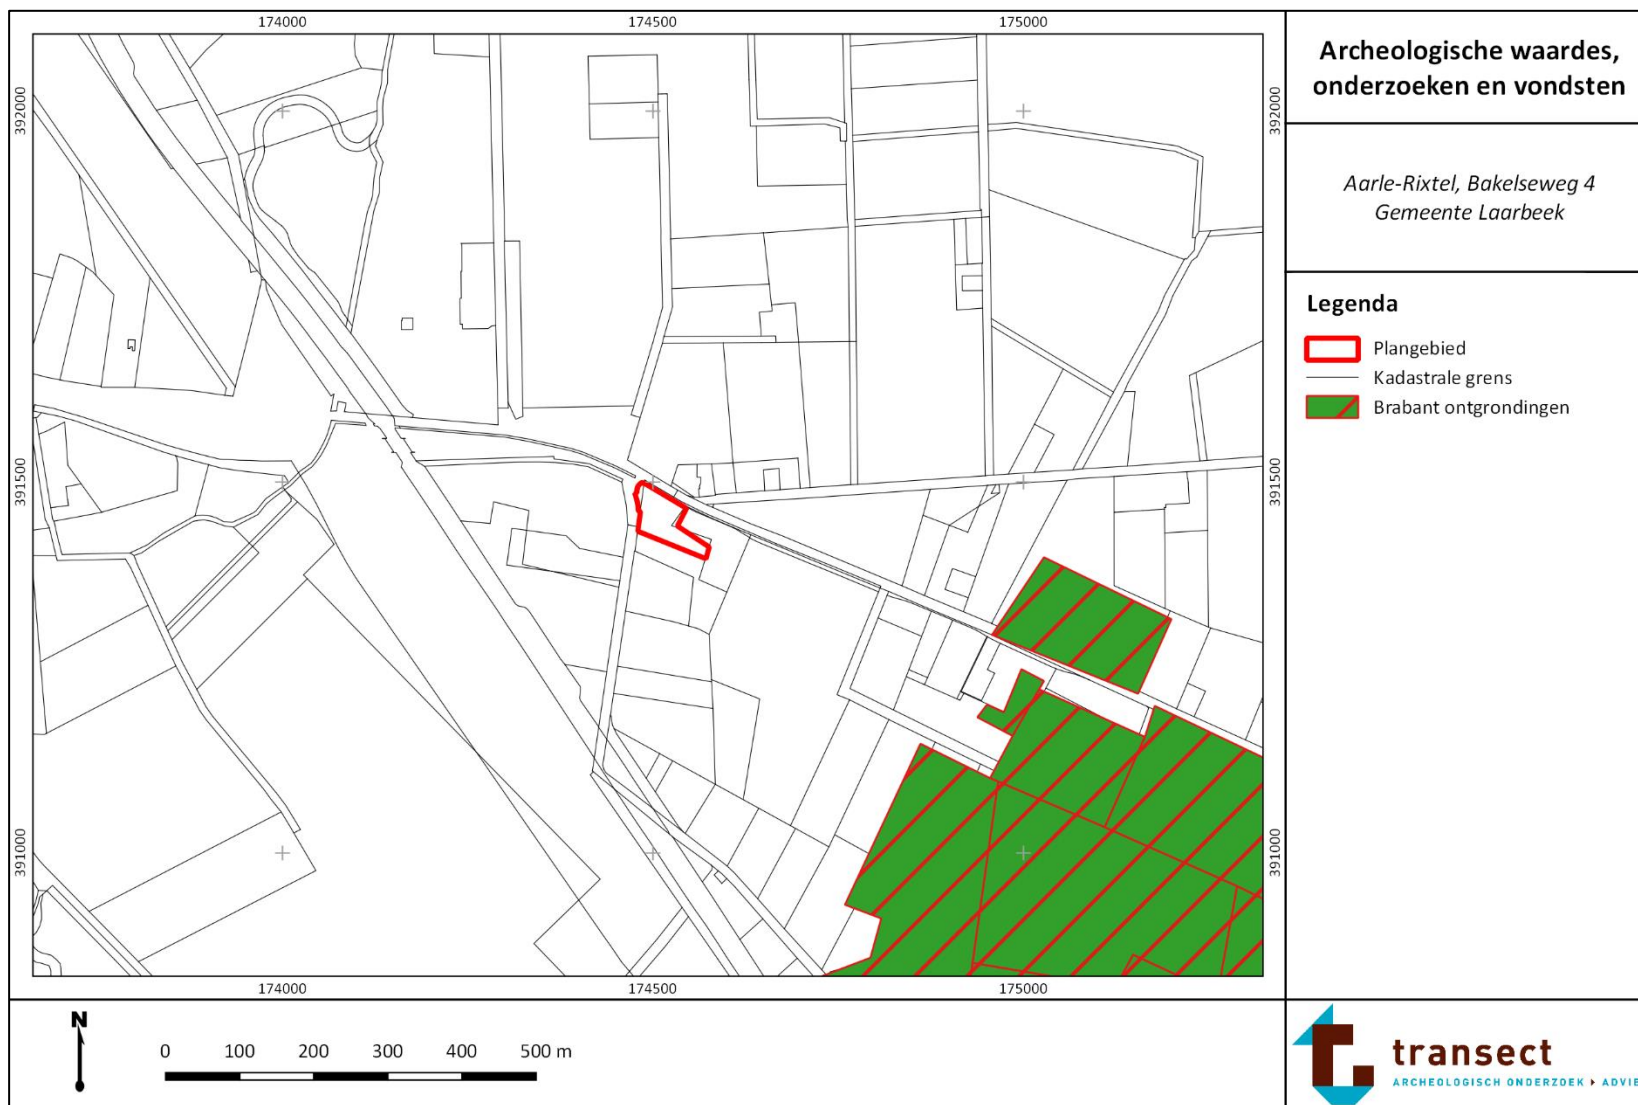 174000 174500 175000
392000 392000
391500 391500
391000 391000
174000 174500 175000
Archeologische waardes,
onderzoeken en vondsten
Aarle-Rixtel, Bakelseweg 4
Gemeente Laarbeek
Legenda
Plangebied
Kadastrale grens
Brabant ontgrondingen
N
0 100 200 300 400 500 m
transect
ARCHEOLOGISCH ONDERZOEK ADVIE